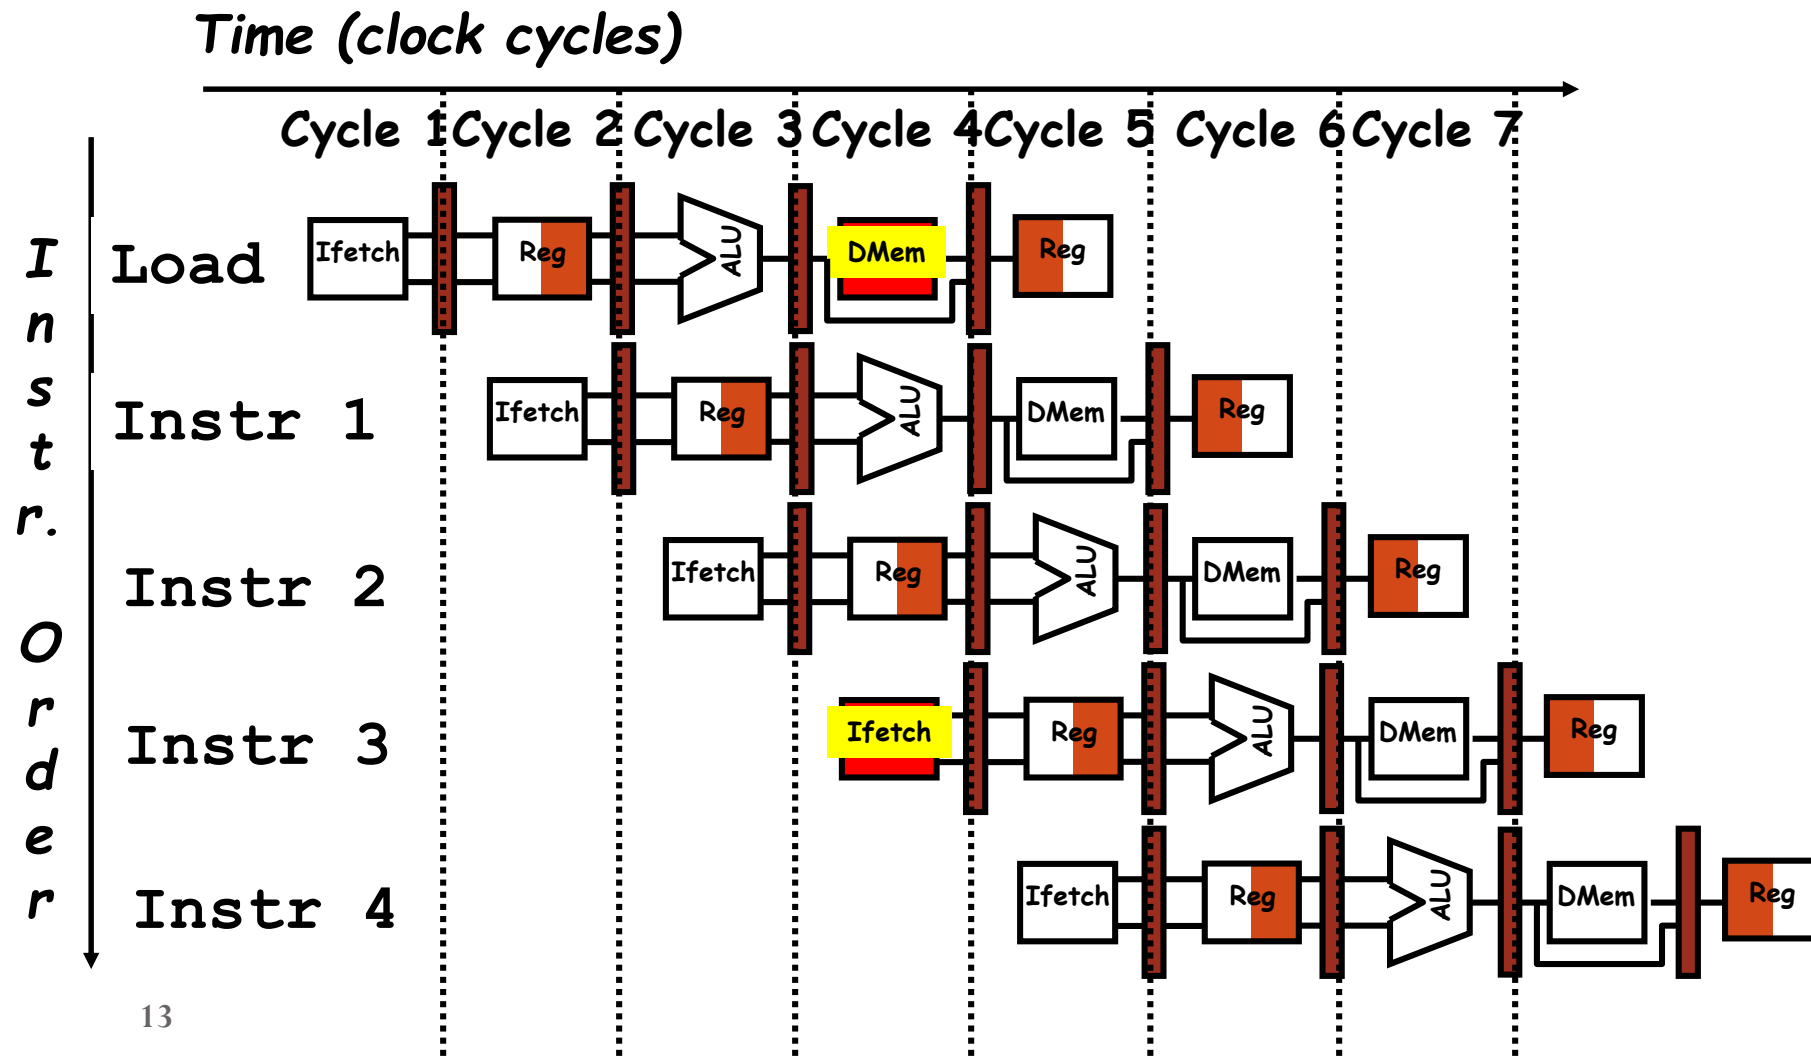 Time (clock cycles)
Cycle 1 Cycle 2 Cycle 3 Cycle 4 Cycle 5 Cycle 6 Cycle 7
Instr. Order
Load Ifetch Reg ALU DMem Reg
Instr 1 Ifetch Reg ALU DMem Reg
Instr 2 Ifetch Reg ALU DMem Reg
Instr 3 Ifetch Reg ALU DMem Reg
Instr 4 Ifetch Reg ALU DMem Reg
13